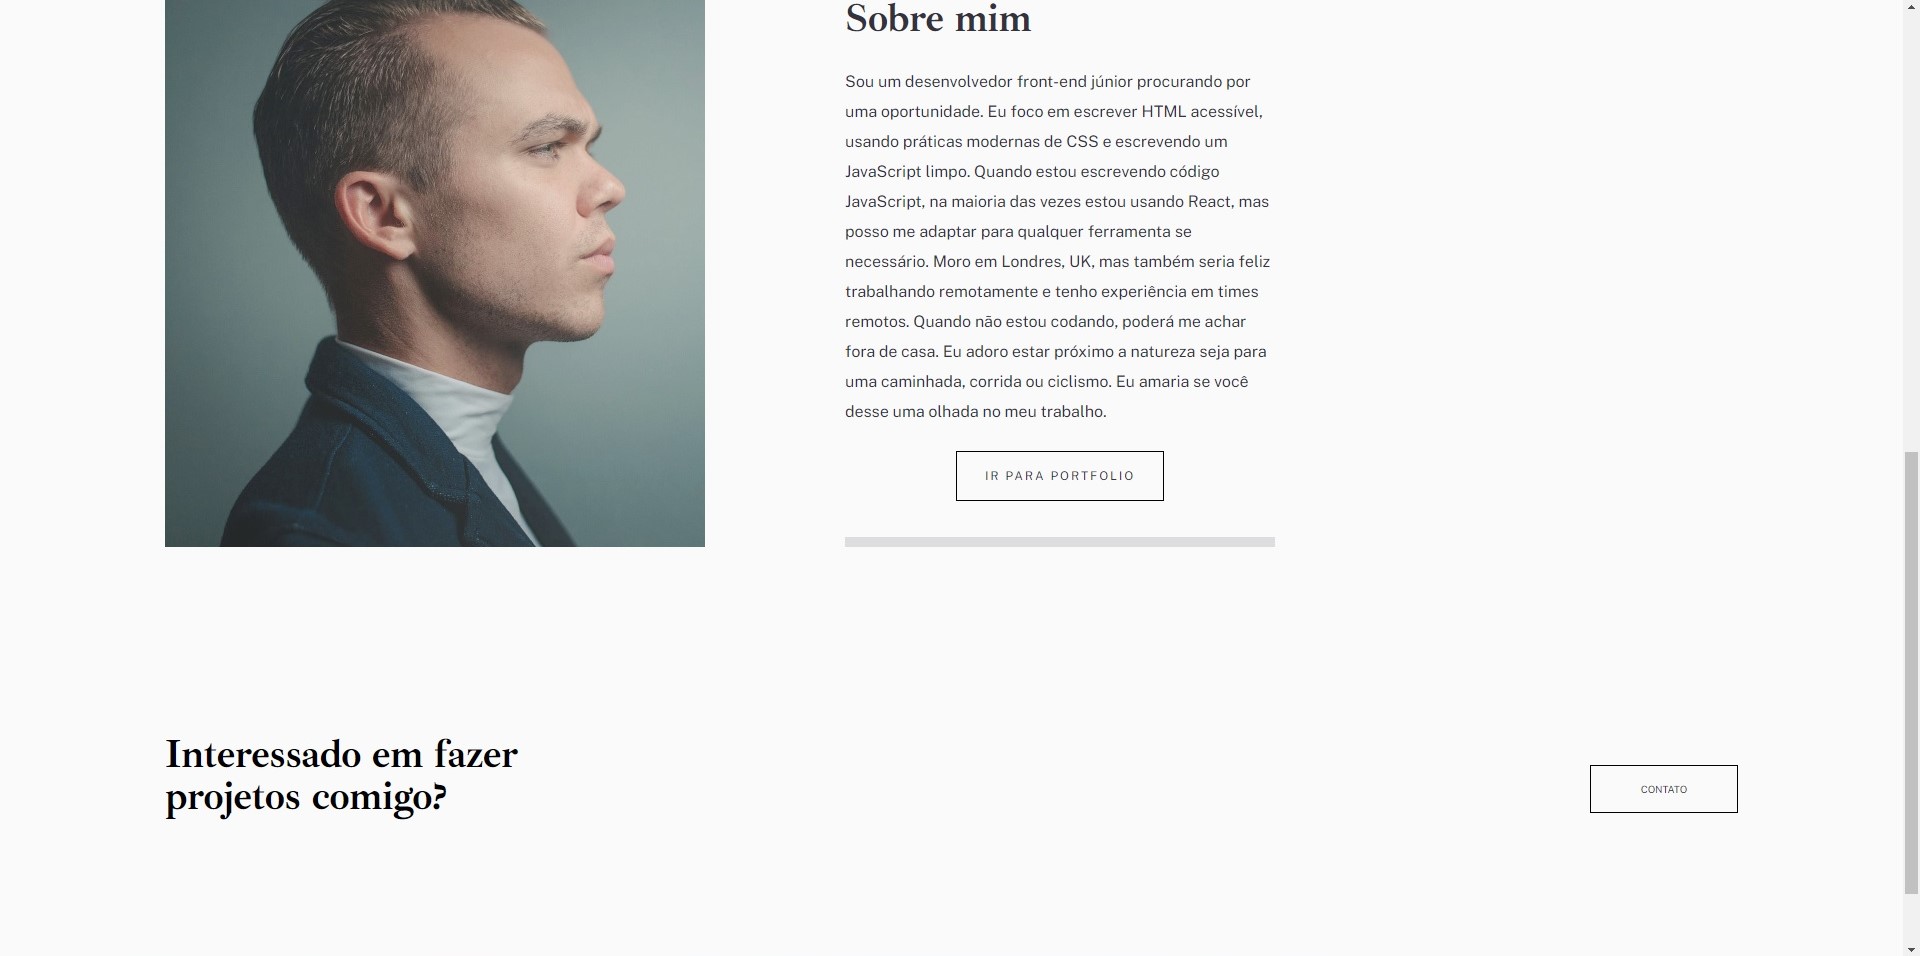 Sobre mim
Sou um desenvolvedor front-end júnior procurando por
uma oportunidade. Eu foco em escrever HTML acessível,
usando práticas modernas de CSS e escrevendo um
JavaScript limpo. Quando estou escrevendo código
JavaScript, na maioria das vezes estou usando React, mas
posso me adaptar para qualquer ferramenta se
necessário. Moro em Londres, UK, mas também seria feliz
trabalhando remotamente e tenho experiência em times
remotos. Quando não estou codando, poderá me achar
fora de casa. Eu adoro estar próximo a natureza seja para
uma caminhada, corrida ou ciclismo. Eu amaria se você
desse uma olhada no meu trabalho.
IR PARA PORTFOLIO
Interessado em fazer
projetos comigo?
CONTATO